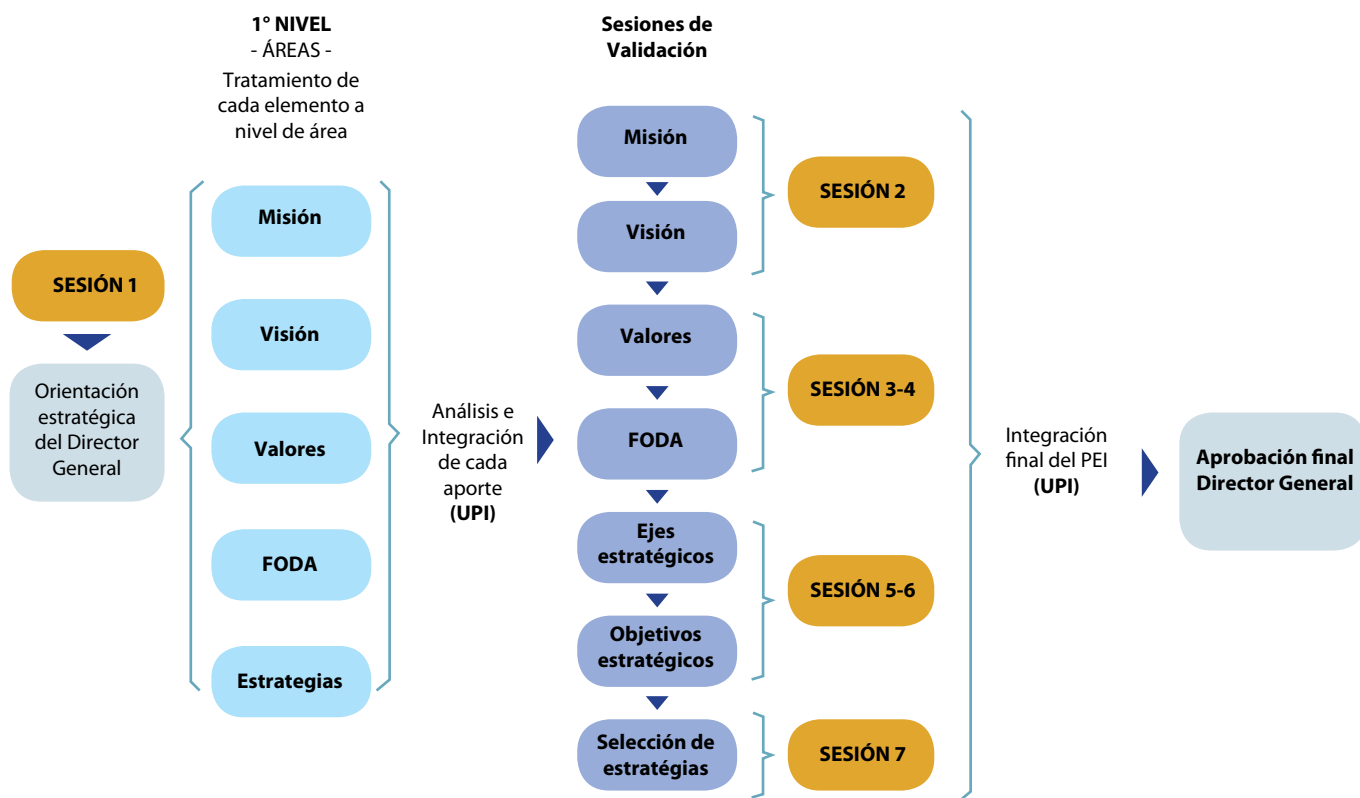 1° NIVEL
- ÁREAS -
Tratamiento de
cada elemento a
nivel de área
Sesiones de
Validación
SESIÓN 1
Orientación
estratégica
del Director
General
Misión
Visión
Valores
FODA
Estrategias
Análisis e
Integración
de cada
aporte
(UPI)
Misión
Visión
SESIÓN 2
Valores
FODA
SESIÓN 3-4
Ejes
estratégicos
Objetivos
estratégicos
SESIÓN 5-6
Selección de
estratégias
SESIÓN 7
Integración
final del PEI
(UPI)
Aprobación final
Director General